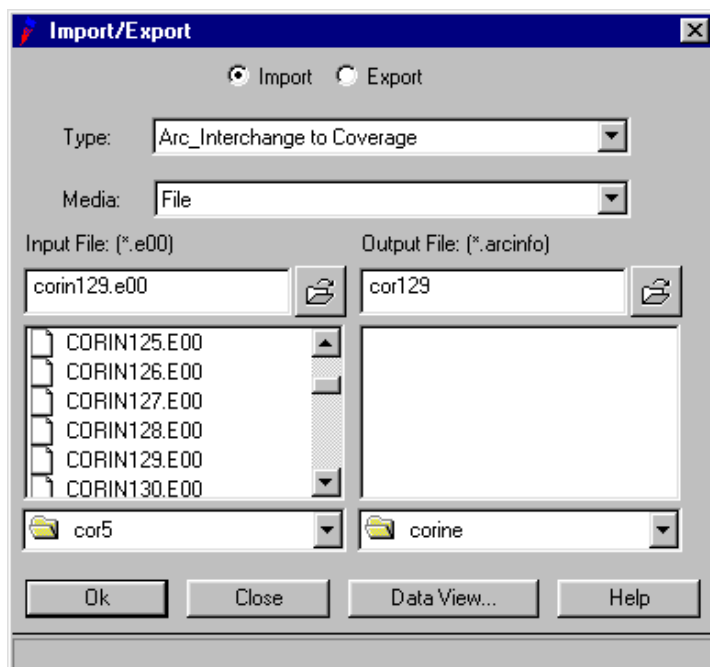 Import/Export
Import Export
Type: Arc_Interchange to Coverage
Media: File
Input File: (*.e00) Output File: (*.arcinfo)
corin129.e00 cor129
CORIN125.E00
CORIN126.E00
CORIN127.E00
CORIN128.E00
CORIN129.E00
CORIN130.E00
cor5 corine
Ok Close Data View... Help